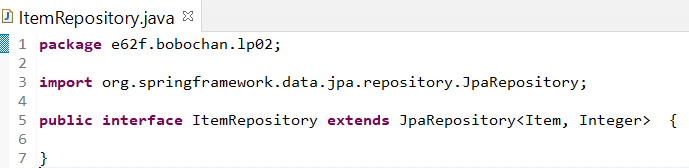 ItemRepository.java
1 package e62f.bobochan.lp02;
2
3 import org.springframework.data.jpa.repository.JpaRepository;
4
5 public interface ItemRepository extends JpaRepository<Item, Integer>  {
6
7 }